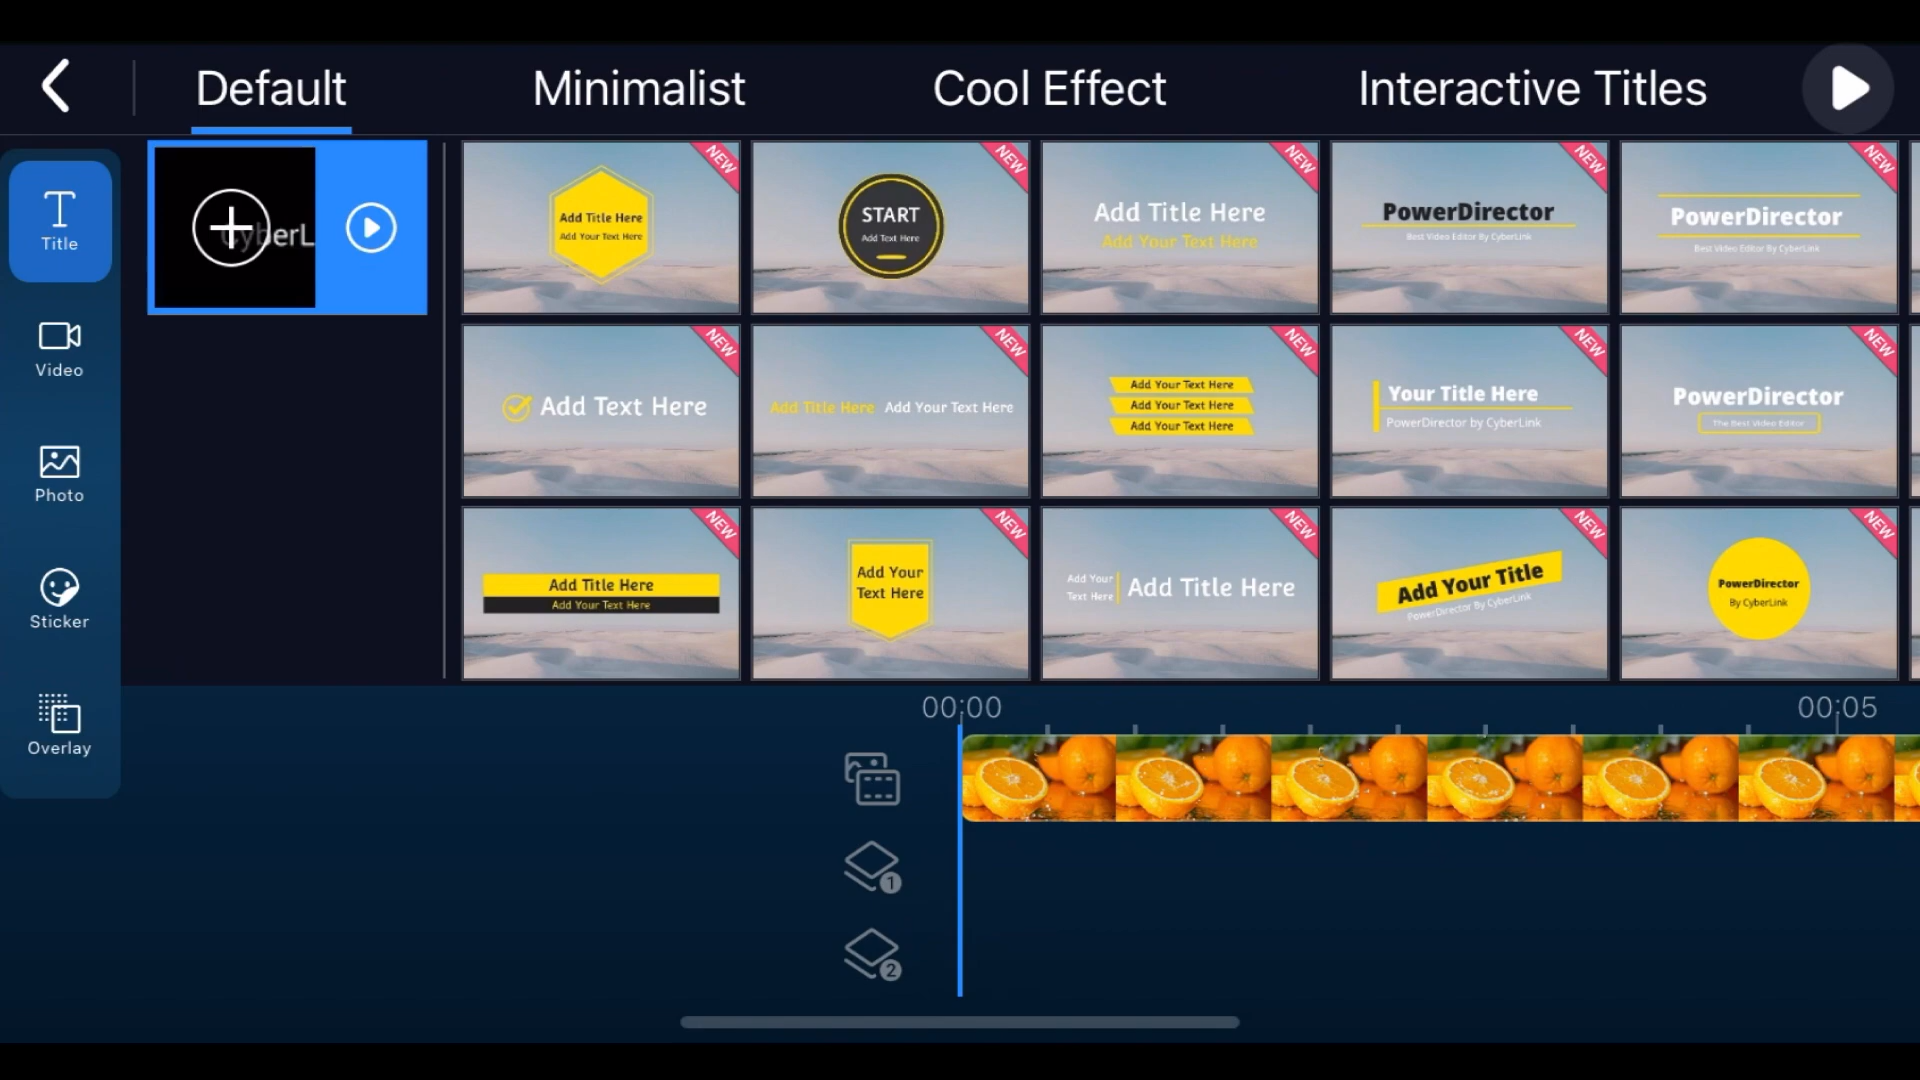 Default
Minimalist
Cool Effect
Interactive Titles
Title
Video
Photo
Sticker
Overlay
CyberL
NEW
Add Title Here
Add Your Text Here
NEW
START
Add Text Here
NEW
Add Title Here
Add Your Text Here
NEW
PowerDirector
Best Video Editor By CyberLink
NEW
PowerDirector
Best Video Editor By CyberLink
NEW
Add Text Here
NEW
Add Title Here Add Your Text Here
NEW
Add Your Text Here
Add Your Text Here
Add Your Text Here
NEW
Your Title Here
PowerDirector by CyberLink
NEW
PowerDirector
The Best Video Editor
NEW
Add Title Here
Add Your Text Here
NEW
Add Your
Text Here
NEW
Add Your
Text Here
Add Title Here
NEW
Add Your Title
PowerDirector By CyberLink
NEW
PowerDirector
By CyberLink
00:00
00:05
1
2